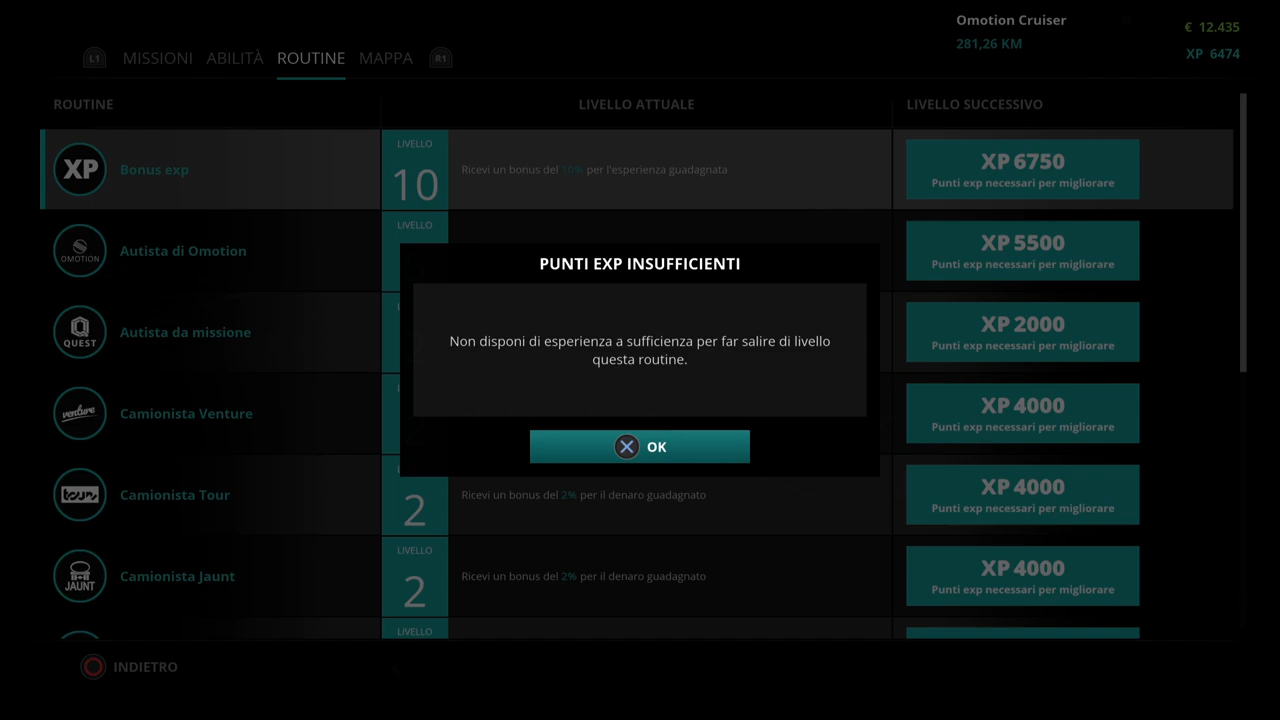 Omotion Cruiser
€ 12.435
281,26 KM
XP 6474
L1 MISSIONI ABILITÀ ROUTINE MAPPA R1
ROUTINE LIVELLO ATTUALE LIVELLO SUCCESSIVO
XP Bonus exp
LIVELLO
10
Ricevi un bonus del 10% per l'esperienza guadagnata
XP 6750
Punti exp necessari per migliorare
OMOTION Autista di Omotion
LIVELLO
XP 5500
Punti exp necessari per migliorare
PUNTI EXP INSUFFICIENTI
Non disponi di esperienza a sufficienza per far salire di livello
questa routine.
OK
QUEST Autista da missione
XP 2000
Punti exp necessari per migliorare
venture Camionista Venture
XP 4000
Punti exp necessari per migliorare
tour Camionista Tour
2
Ricevi un bonus del 2% per il denaro guadagnato
XP 4000
Punti exp necessari per migliorare
JAUNT Camionista Jaunt
LIVELLO
2
Ricevi un bonus del 2% per il denaro guadagnato
XP 4000
Punti exp necessari per migliorare
LIVELLO
INDIETRO